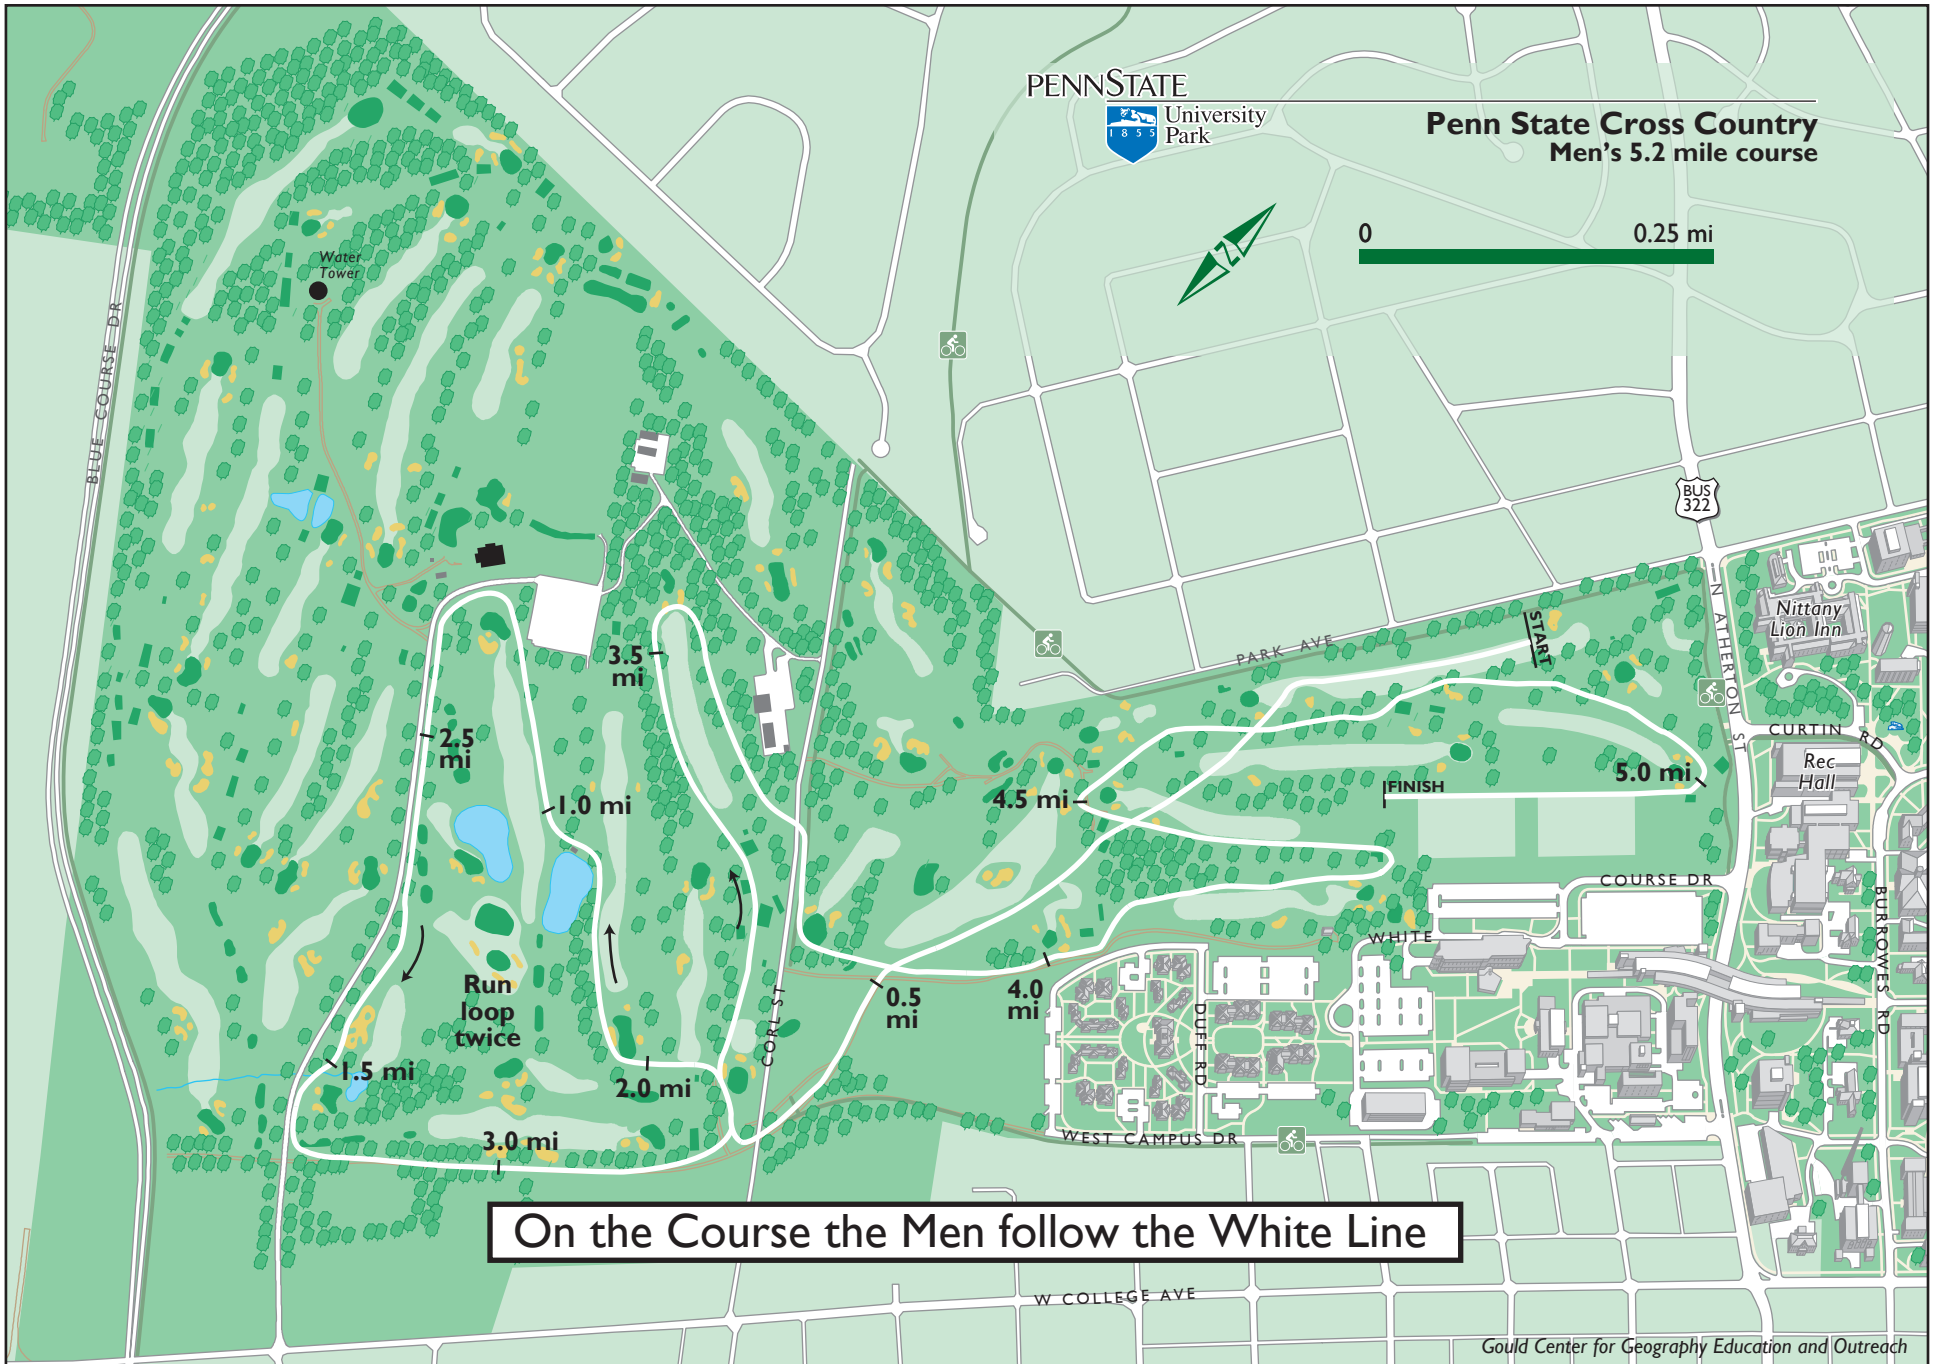 PENNSTATE
1855
University
Park
Penn State Cross Country
Men's 5.2 mile course
0
0.25 mi
N
Water
Tower
BLUE COURSE DR
BUS
322
START
PARK AVE
N ATHERTON ST
Nittany
Lion Inn
CURTIN RD
Rec
Hall
3.5
mi
2.5
mi
1.0 mi
4.5 mi
FINISH
5.0 mi
COURSE DR
BURROWES RD
WHITE
Run
loop
twice
0.5
mi
4.0
mi
CORL ST
DUFF RD
1.5 mi
2.0 mi
3.0 mi
WEST CAMPUS DR
On the Course the Men follow the White Line
W COLLEGE AVE
Gould Center for Geography Education and Outreach